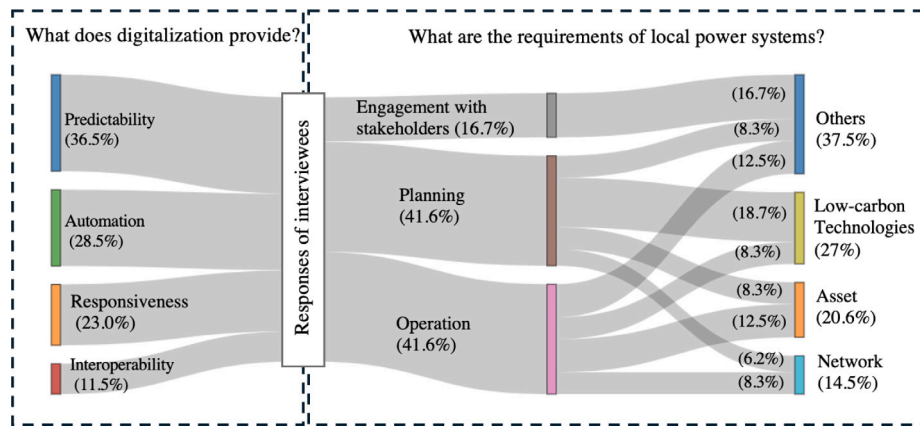 What does digitalization provide?
What are the requirements of local power systems?
Predictability
(36.5%)
Automation
(28.5%)
Responsiveness
(23.0%)
Interoperability
(11.5%)
Responses of interviewees
Engagement with
stakeholders (16.7%)
Planning
(41.6%)
Operation
(41.6%)
(16.7%)
(8.3%)
(12.5%)
(18.7%)
(8.3%)
(8.3%)
(12.5%)
(6.2%)
(8.3%)
Others
(37.5%)
Low-carbon
Technologies
(27%)
Asset
(20.6%)
Network
(14.5%)